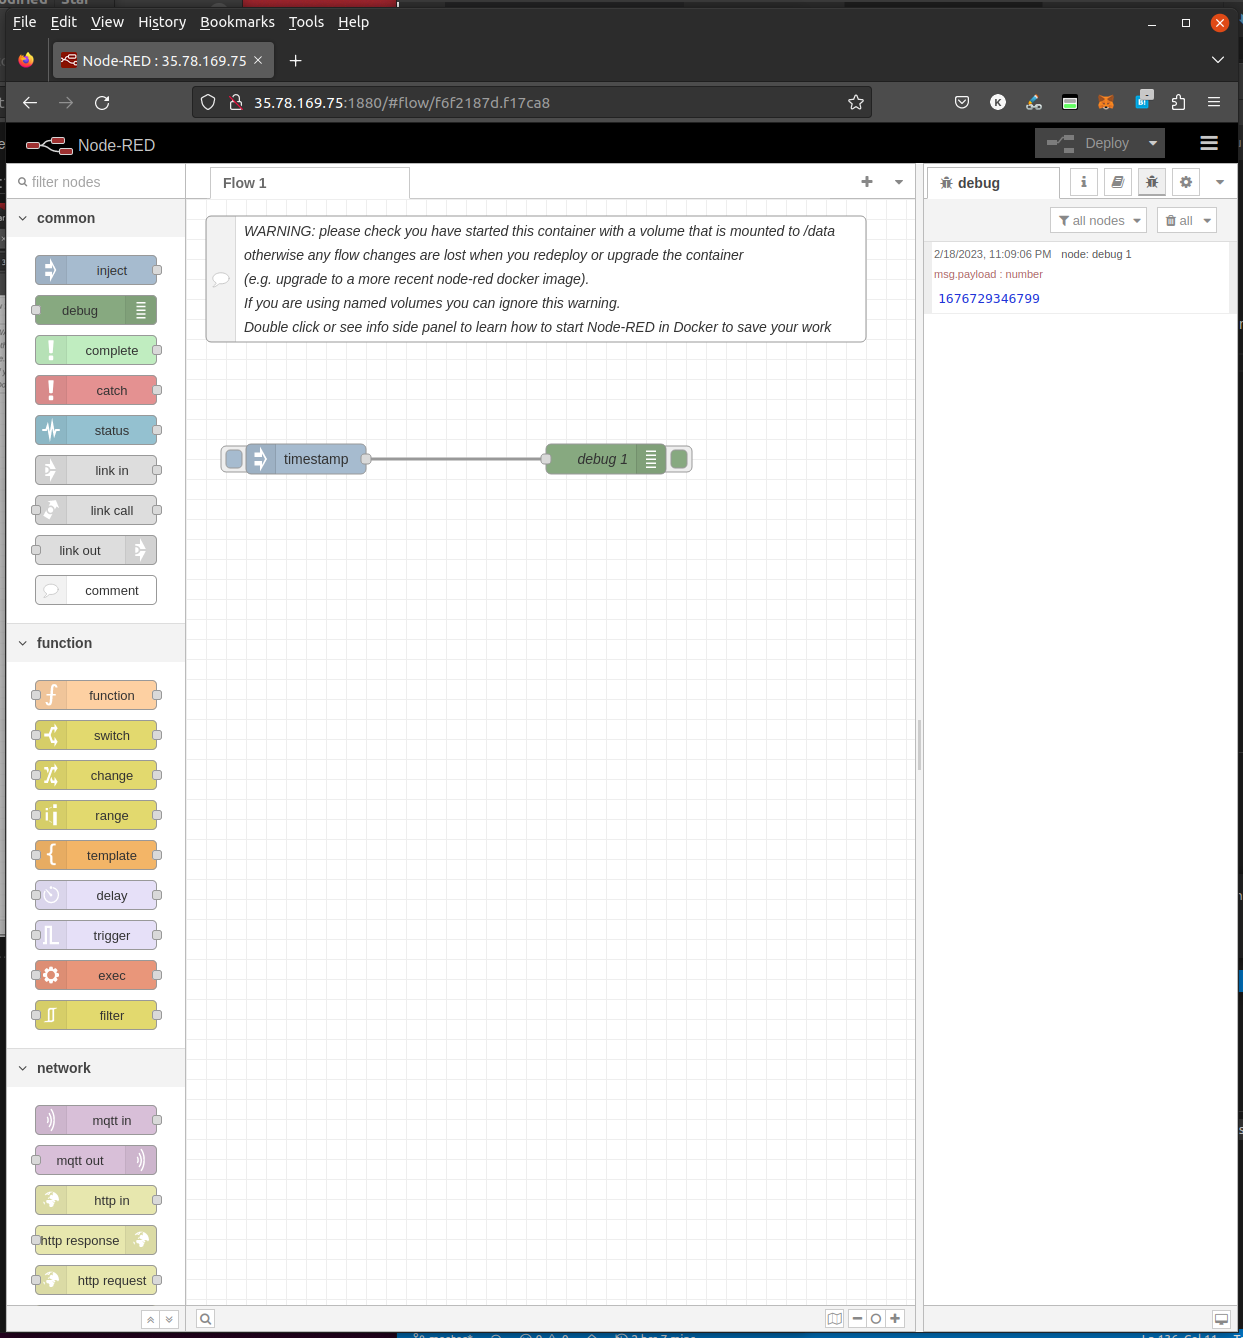 File Edit View History Bookmarks Tools Help
Node-RED : 35.78.169.75
35.78.169.75:1880/#flow/f6f2187d.f17ca8
Node-RED
Deploy
filter nodes
Flow 1
debug
common
all nodes
all
WARNING: please check you have started this container with a volume that is mounted to /data
otherwise any flow changes are lost when you redeploy or upgrade the container
(e.g. upgrade to a more recent node-red docker image).
If you are using named volumes you can ignore this warning.
Double click or see info side panel to learn how to start Node-RED in Docker to save your work
2/18/2023, 11:09:06 PM node: debug 1
msg.payload : number
1676729346799
inject
debug
complete
catch
status
link in
link call
link out
comment
timestamp
debug 1
function
function
switch
change
range
template
delay
trigger
exec
filter
network
mqtt in
mqtt out
http in
http response
http request